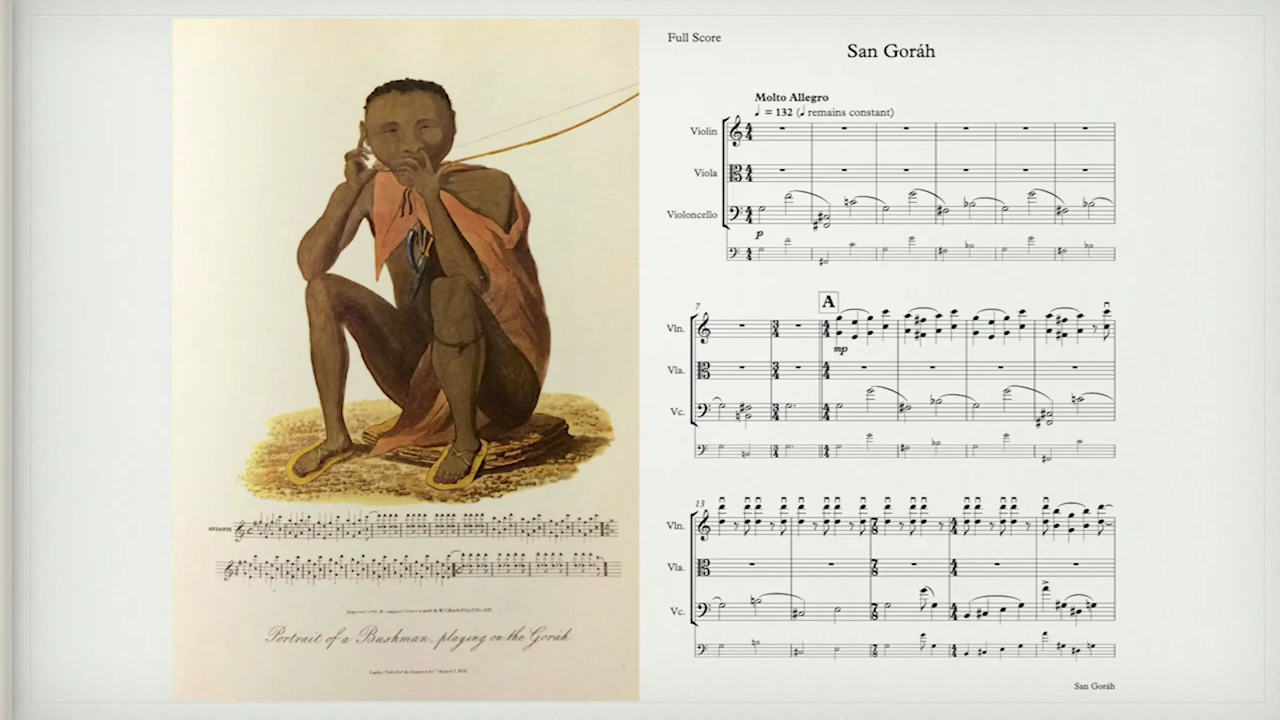 ANDANTE
Portrait of a Bushman, playing on the Goráh.
Full Score
San Goráh
Molto Allegro
♩ = 132 (♩ remains constant)
Violin
Viola
Violoncello
p
7
A
Vln.
mp
Vla.
Vc.
13
Vln.
Vla.
Vc.
San Goráh